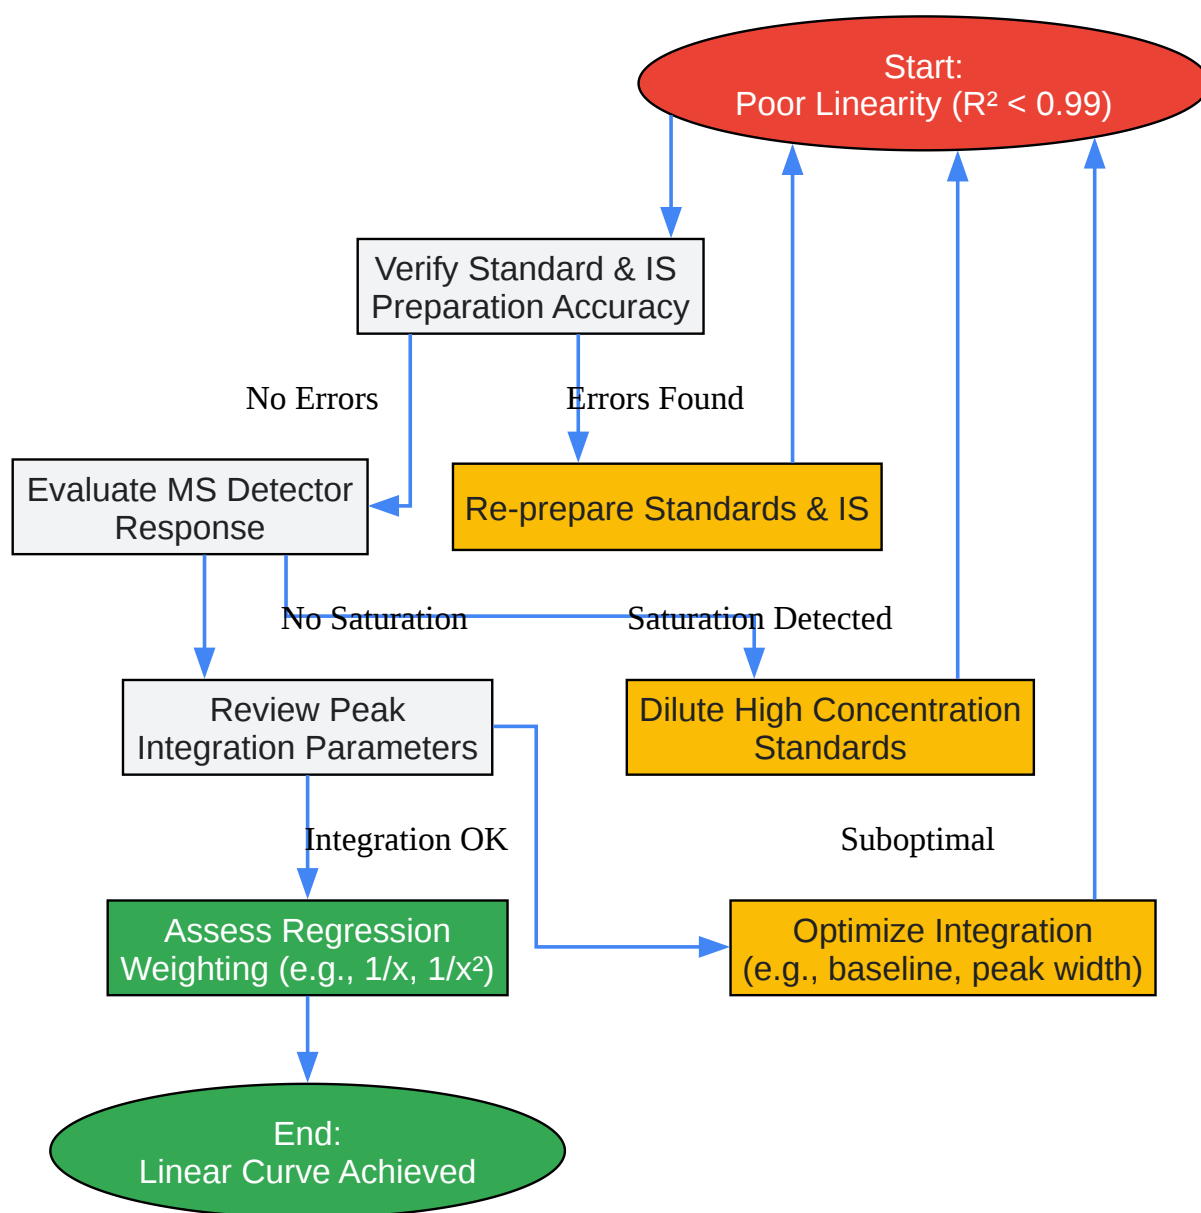 Start:
Poor Linearity (R² < 0.99)
Verify Standard & IS
Preparation Accuracy
No Errors
Errors Found
Evaluate MS Detector
Response
Re-prepare Standards & IS
No Saturation
Saturation Detected
Review Peak
Integration Parameters
Dilute High Concentration
Standards
Integration OK
Suboptimal
Assess Regression
Weighting (e.g., 1/x, 1/x²)
Optimize Integration
(e.g., baseline, peak width)
End:
Linear Curve Achieved